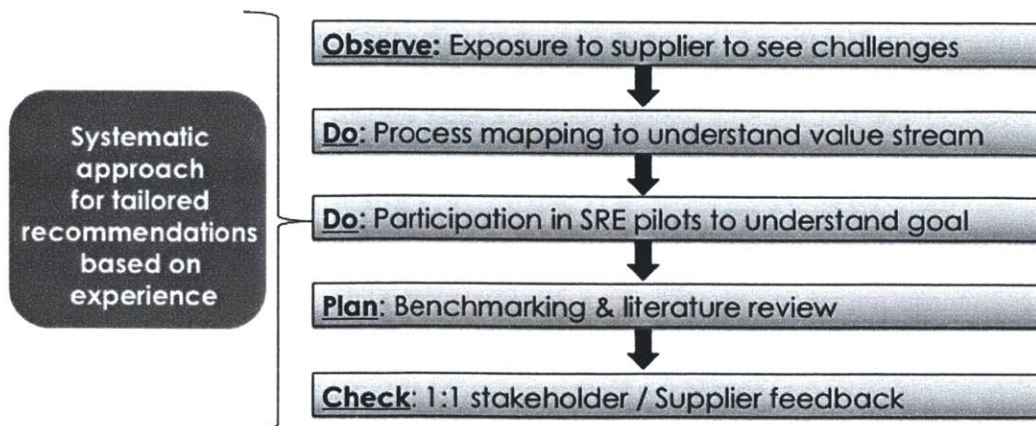 Systematic
approach
for tailored
recommendations
based on
experience
Observe: Exposure to supplier to see challenges
Do: Process mapping to understand value stream
Do: Participation in SRE pilots to understand goal
Plan: Benchmarking & literature review
Check: 1:1 stakeholder / Supplier feedback